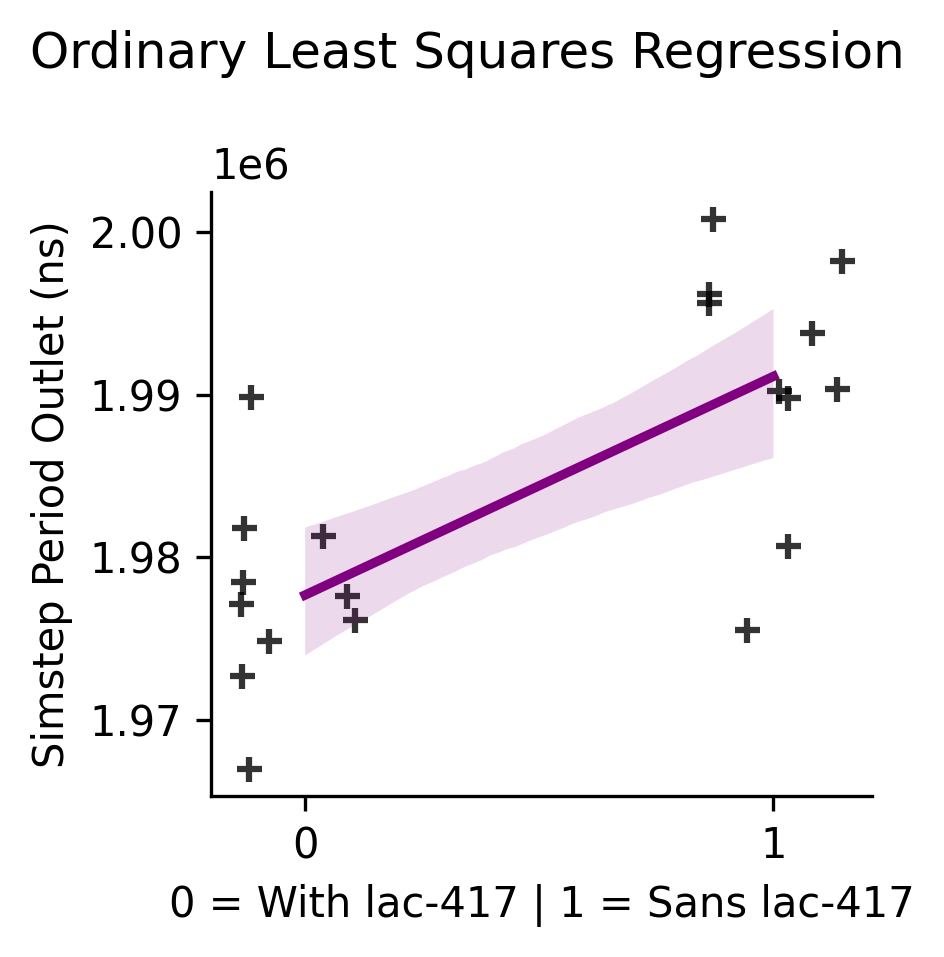 Ordinary Least Squares Regression
1e6
Simstep Period Outlet (ns)
2.00
1.99
1.98
1.97
0 1
0 = With lac-417 | 1 = Sans lac-417